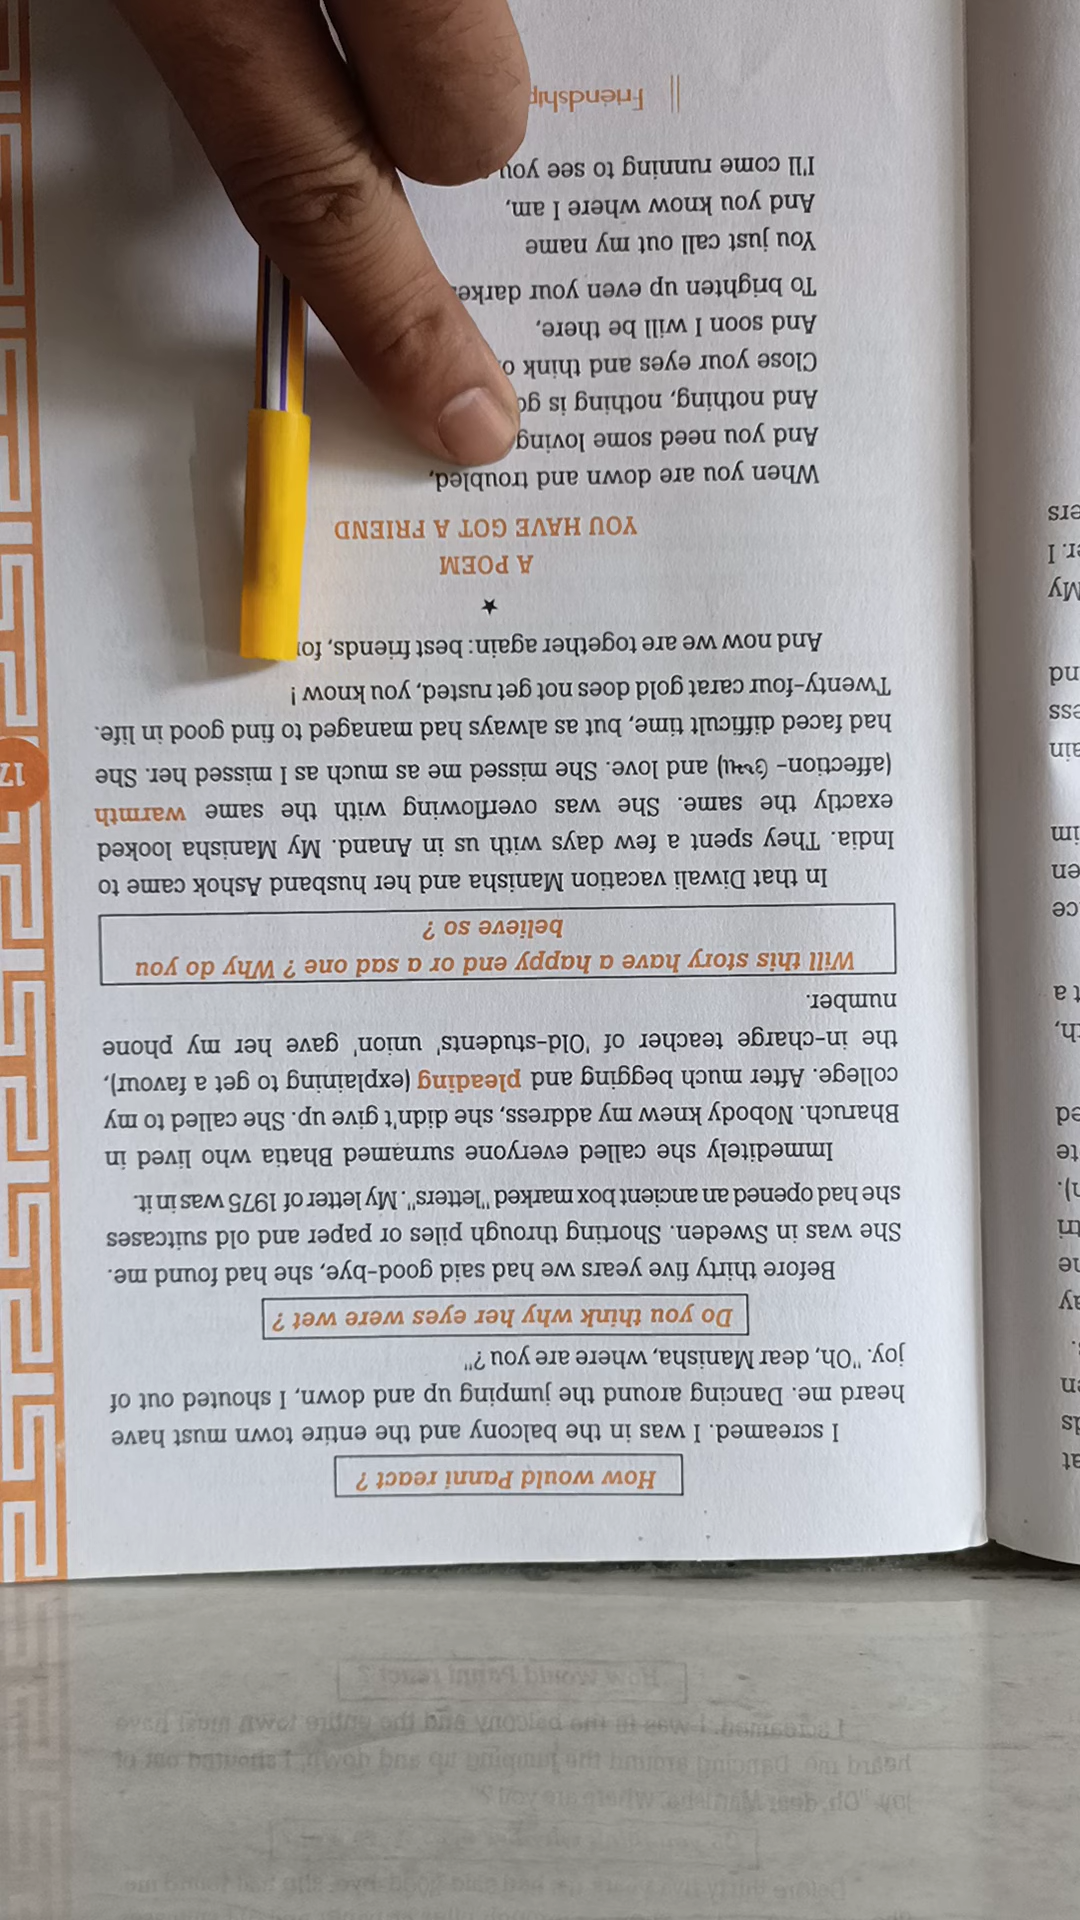 How would Panni react ?
I screamed. I was in the balcony and the entire town must have
heard me. Dancing around the jumping up and down, I shouted out of
joy. "Oh, dear Manisha, where are you ?"
Do you think why her eyes were wet ?
Before thirty five years we had said good-bye, she had found me.
She was in Sweden. Shorting through piles or paper and old suitcases
she had opened an ancient box marked "letters". My letter of 1975 was in it.
Immeditely she called everyone surnamed Bhatia who lived in
Bharuch. Nobody knew my address, she didn't give up. She called to my
college. After much begging and pleading (explaining to get a favour),
the in-charge teacher of 'Old-students' union' gave her my phone
number.
Will this story have a happy end or a sad one ? Why do you
believe so ?
In that Diwali vacation Manisha and her husband Ashok came to
India. They spent a few days with us in Anand. My Manisha looked
exactly the same. She was overflowing with the same warmth
(affection- ઉષ્મા) and love. She missed me as much as I missed her. She
had faced difficult time, but as always had managed to find good in life.
Twenty-four carat gold does not get rusted, you know !
And now we are together again: best friends,
★
A POEM
YOU HAVE GOT A FRIEND
When you are down and troubled,
And you need some loving
And nothing, nothing is
Close your eyes and think
And soon I will be there,
To brighten up even your
You just call out my name
And you know where I am,
I'll come running to see you
Friendship
17